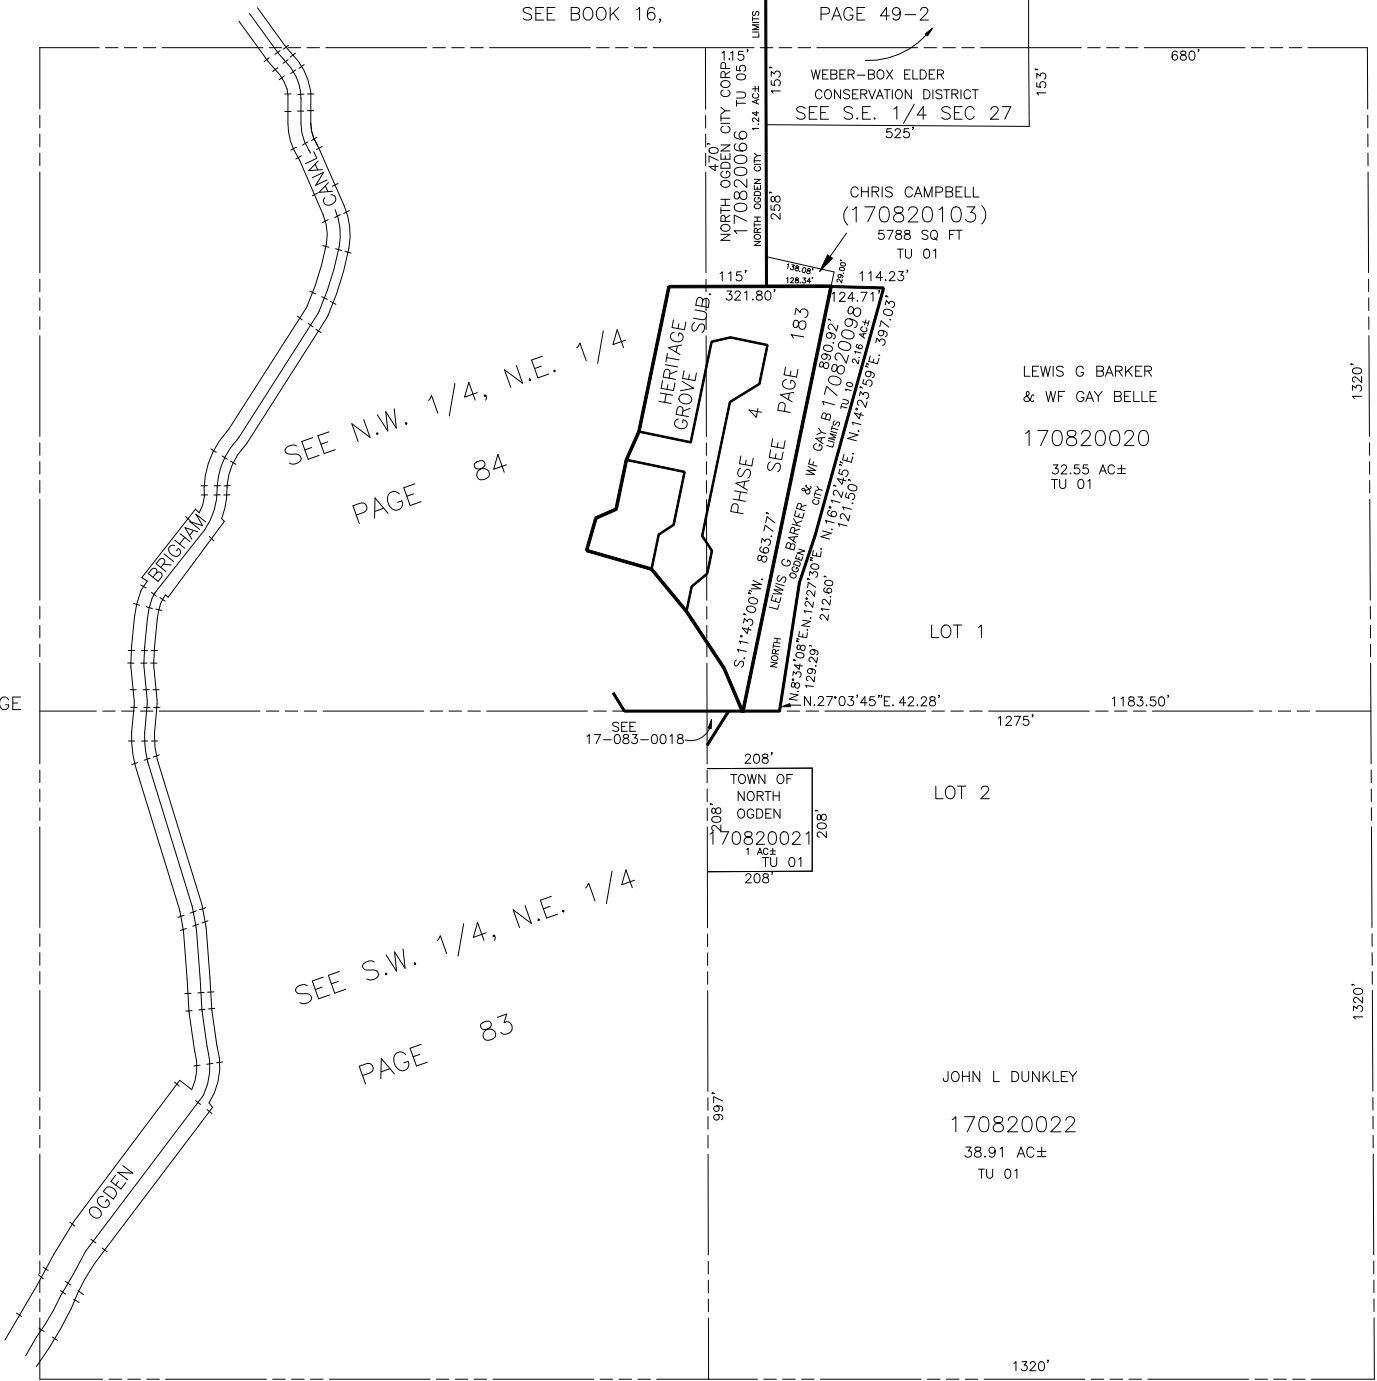 SEE BOOK 16,
PAGE 49-2
WEBER-BOX ELDER
CONSERVATION DISTRICT
SEE S.E. 1/4 SEC 27
525'
153'
153'
680'
115'
470'
NORTH OGDEN CITY CORP.
170820066 TU 05
1.24 AC±
NORTH OGDEN CITY
LIMITS
258'
CHRIS CAMPBELL
(170820103)
5788 SQ FT
TU 01
138.08'
128.34'
29.00'
114.23'
115'
321.80'
124.71'
CANAL
HERITAGE
GROVE SUB.
PHASE 4
SEE PAGE 183
890.92'
S.11°43'00"W. 863.77'
LEWIS G BARKER & WF GAY B
170820098
2.16 AC±
TU 10
NORTH OGDEN CITY LIMITS
N.14°23'59"E. 397.03'
N.16°12'45"E.
121.50'
N.12°27'30"E.
212.60'
N.8°34'08"E.
129.29'
N.27°03'45"E. 42.28'
SEE N.W. 1/4, N.E. 1/4
PAGE 84
LEWIS G BARKER
& WF GAY BELLE
170820020
32.55 AC±
TU 01
1320'
BRIGHAM
LOT 1
GE
1183.50'
1275'
SEE
17-083-0018
208'
TOWN OF
NORTH
OGDEN
170820021
1 AC±
TU 01
208'
208'
208'
LOT 2
SEE S.W. 1/4, N.E. 1/4
PAGE 83
1320'
997'
JOHN L DUNKLEY
170820022
38.91 AC±
TU 01
OGDEN
1320'